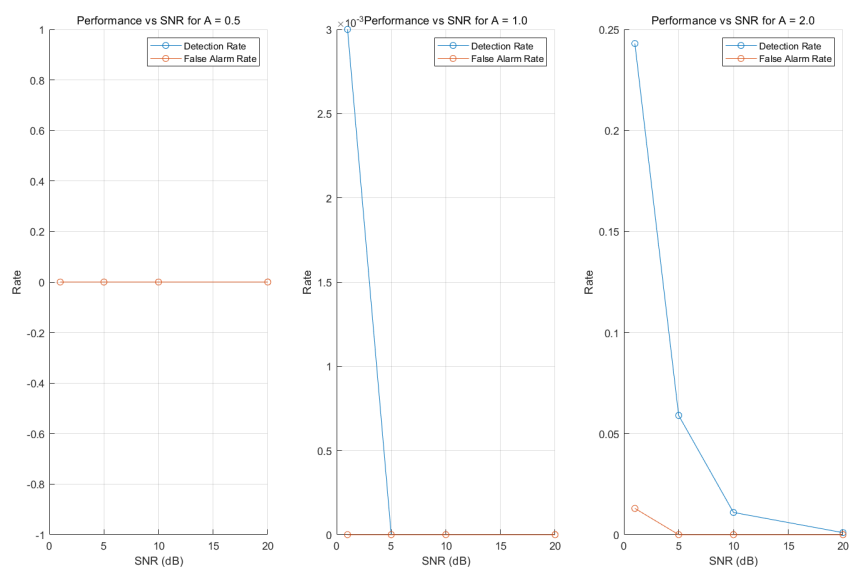 Performance vs SNR for A = 0.5
Detection Rate
False Alarm Rate
1
0.8
0.6
0.4
0.2
0
-0.2
-0.4
-0.6
-0.8
-1
Rate
0 5 10 15 20
SNR (dB)
×10⁻³
Performance vs SNR for A = 1.0
Detection Rate
False Alarm Rate
3
2.5
2
1.5
1
0.5
0
Rate
0 5 10 15 20
SNR (dB)
Performance vs SNR for A = 2.0
Detection Rate
False Alarm Rate
0.25
0.2
0.15
0.1
0.05
0
Rate
0 5 10 15 20
SNR (dB)